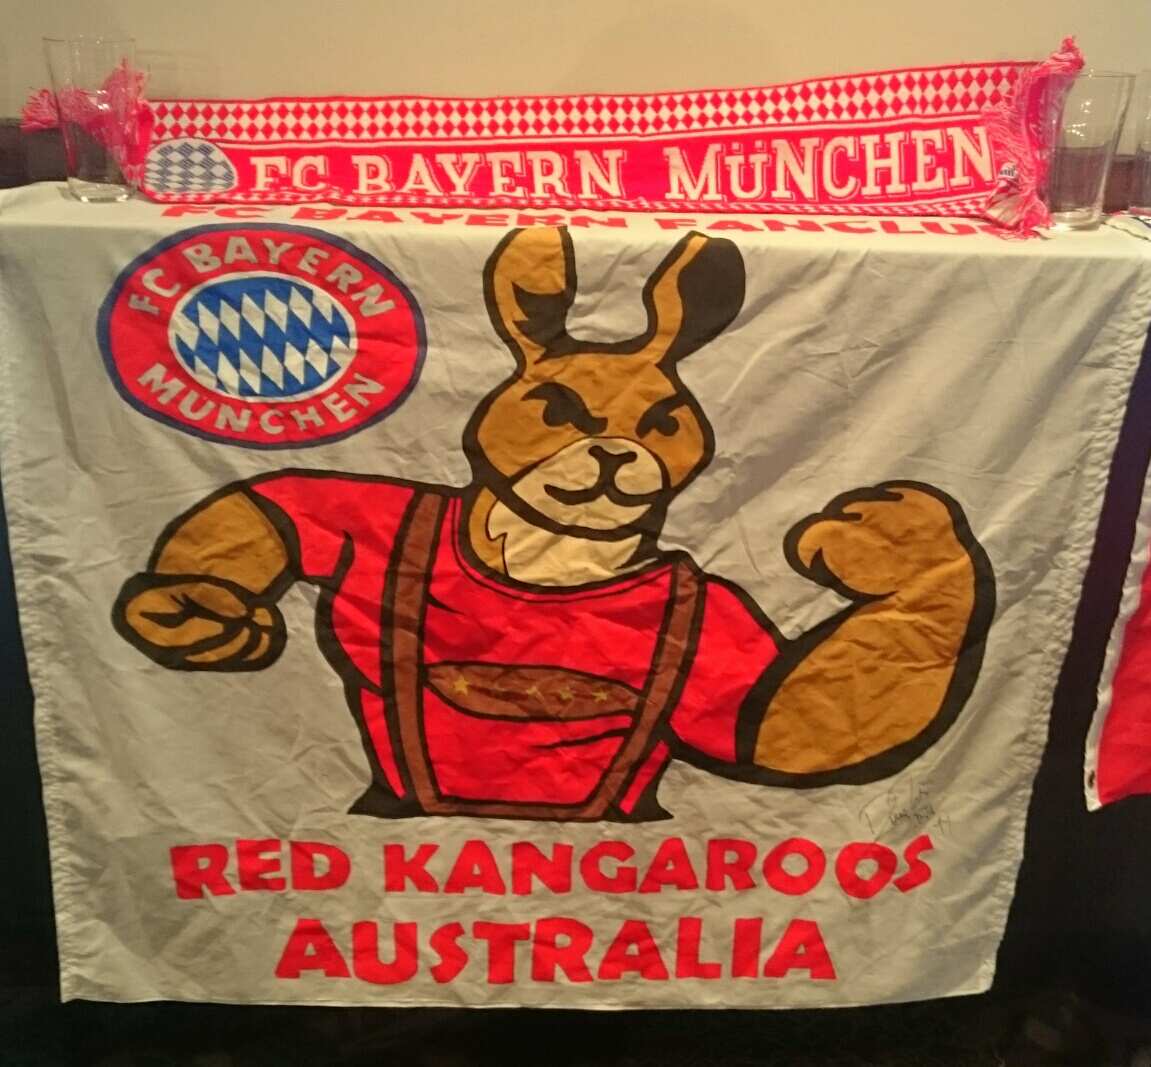 FC BAYERN MÜNCHEN
FC BAYERN FANCLUB
FC BAYERN
MÜNCHEN
RED KANGAROOS
AUSTRALIA